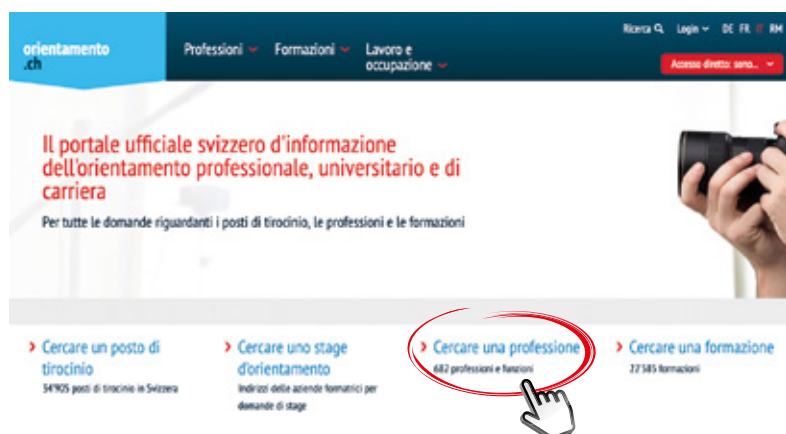 Ricerca Login DE FR IT RM
orientamento
.ch
Professioni Formazioni Lavoro e
occupazione
Accesso diretto: sono...
Il portale ufficiale svizzero d'informazione
dell'orientamento professionale, universitario e di
carriera
Per tutte le domande riguardanti i posti di tirocinio, le professioni e le formazioni
Cercare un posto di
tirocinio
34'905 posti di tirocinio in Svizzera
Cercare uno stage
d'orientamento
Indirizzi delle aziende formatrici per
domande di stage
Cercare una professione
682 professioni e funzioni
Cercare una formazione
22'585 formazioni